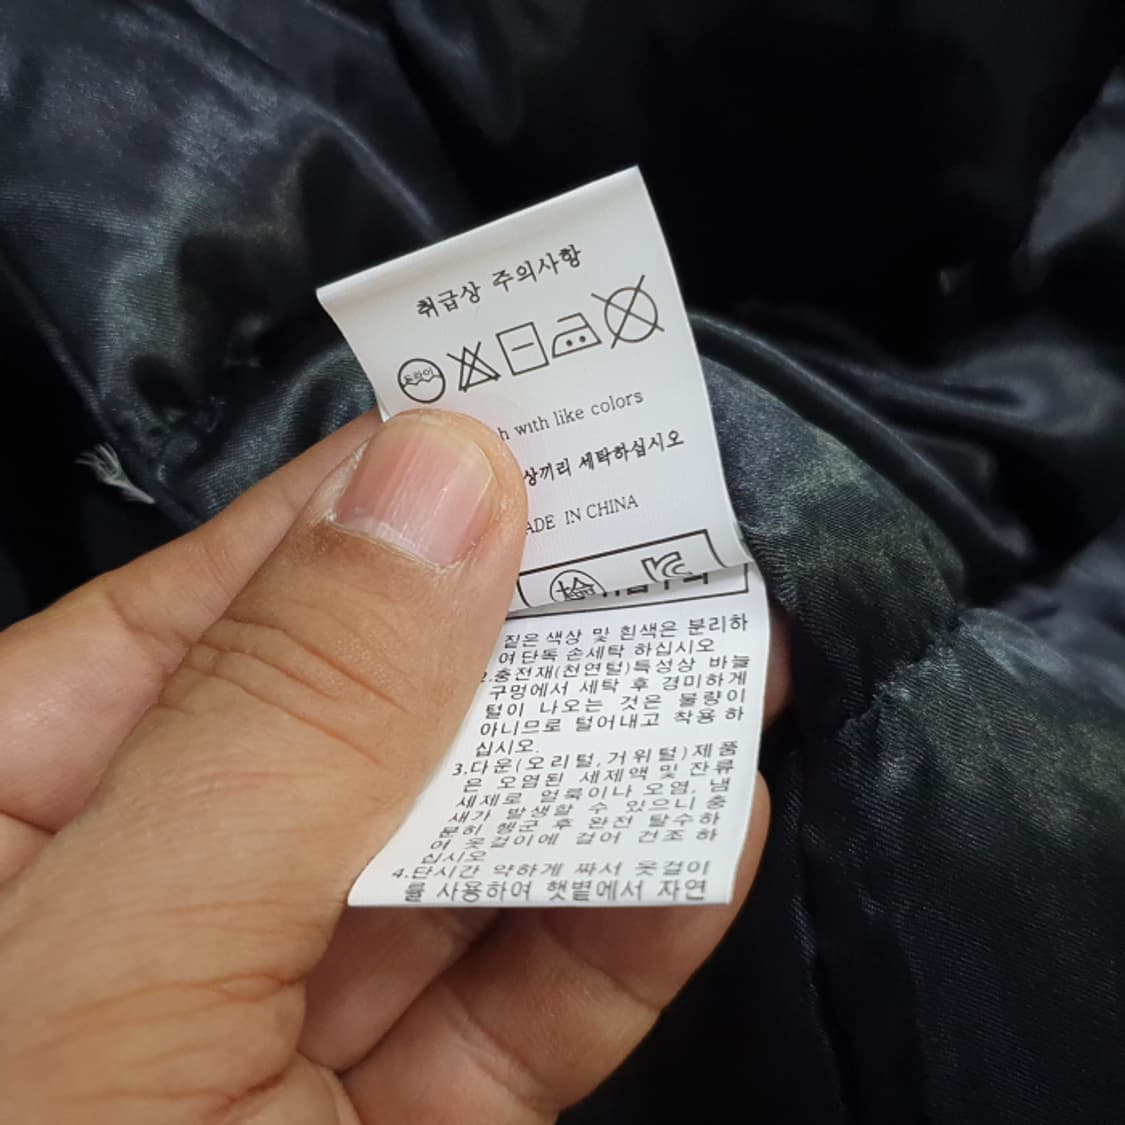 취급상 주의사항
드라이
with like colors
상끼리 세탁하십시오
IN CHINA
짙은 색상 및 흰색은 분리하
여 단독 손세탁 하십시오
2.충전재(천연털)특성상 바늘
구멍에서 세탁 후 경미하게
털이 나오는 것은 불량이
아니므로 털어내고 착용 하
십시오.
3.다운(오리털,거위털)제품
은 오염된 세제액 및 잔류
세제로 얼룩이나 오염, 냄
새가 발생할 수 있으니 충
분히 헹군 후 완전 탈수하
여 옷걸이에 걸어 건조 하
십시오
4.단시간 약하게 짜서 옷걸이
를 사용하여 햇볕에서 자연